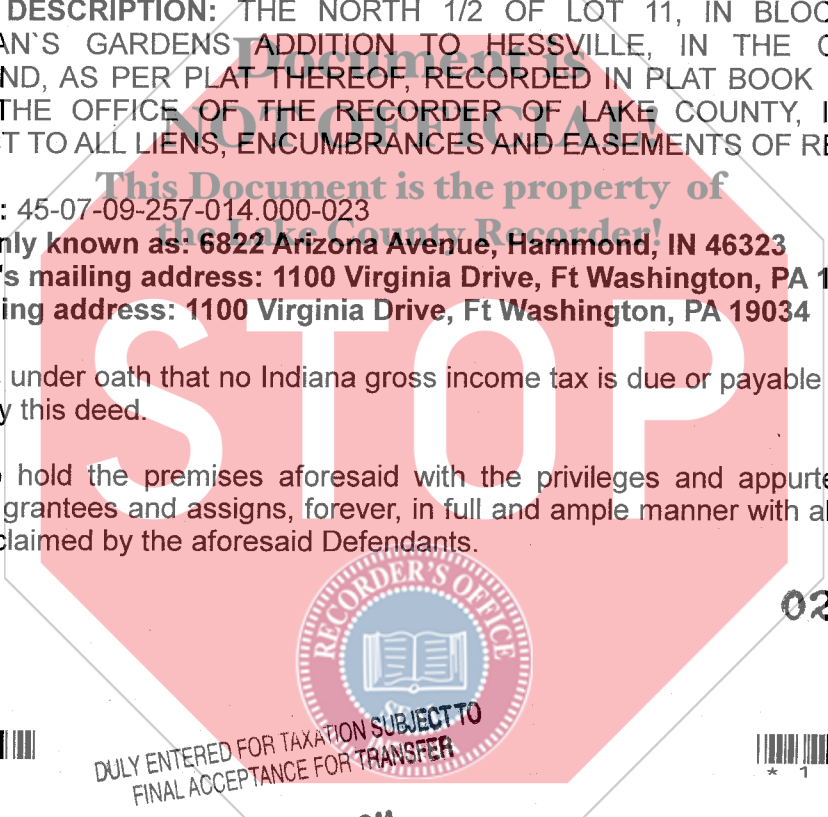 DESCRIPTION: THE NORTH 1/2 OF LOT 11, IN BLOC
AN`S GARDENS ADDITION TO HESSVILLE, IN THE C
ND, AS PER PLAT THEREOF, RECORDED IN PLAT BOOK
THE OFFICE OF THE RECORDER OF LAKE COUNTY, I
T TO ALL LIENS, ENCUMBRANCES AND EASEMENTS OF RE
Document is
NOT OFFICIAL!
This Document is the property of
the Lake County Recorder!
: 45-07-09-257-014.000-023
nly known as: 6822 Arizona Avenue, Hammond, IN 46323
's mailing address: 1100 Virginia Drive, Ft Washington, PA 1
ing address: 1100 Virginia Drive, Ft Washington, PA 19034
STOP
under oath that no Indiana gross income tax is due or payable
y this deed.
hold the premises aforesaid with the privileges and appurte
grantees and assigns, forever, in full and ample manner with al
claimed by the aforesaid Defendants.
RECORDER'S OFFICE
02
DULY ENTERED FOR TAXATION SUBJECT TO
FINAL ACCEPTANCE FOR TRANSFER
* 1